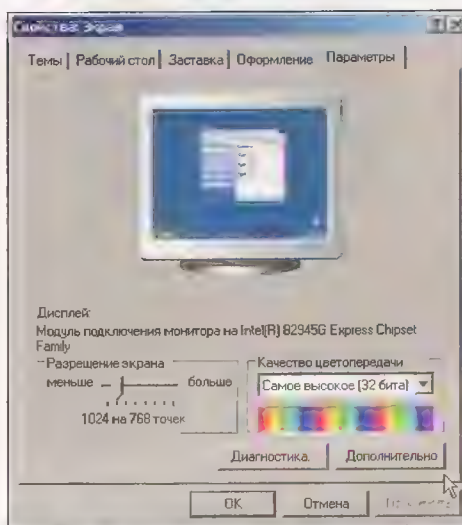 Свойства: Экран
Темы Рабочий стол Заставка Оформление Параметры
Дисплей:
Модуль подключения монитора на Intel(R) 82945G Express Chipset
Family
Разрешение экрана
меньше больше
1024 на 768 точек
Качество цветопередачи
Самое высокое (32 бита)
Диагностика. Дополнительно
OK Отмена Применить